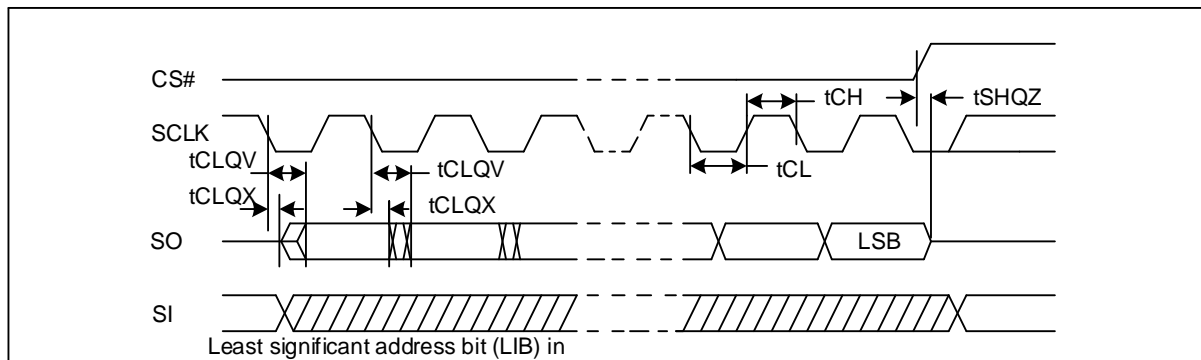 CS#
tCH
tSHQZ
SCLK
tCLQV
tCLQV
tCL
tCLQX
tCLQX
SO
LSB
SI
Least significant address bit (LIB) in